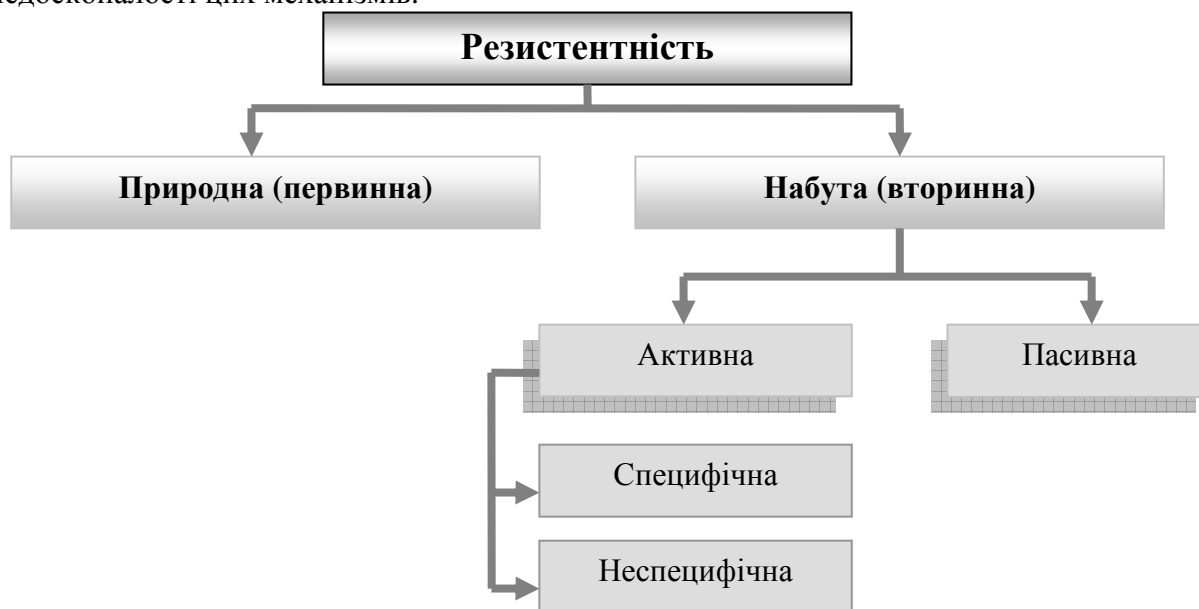 недосконалості цих механізмів.
Резистентність
Природна (первинна)
Набута (вторинна)
Активна
Пасивна
Специфічна
Неспецифічна